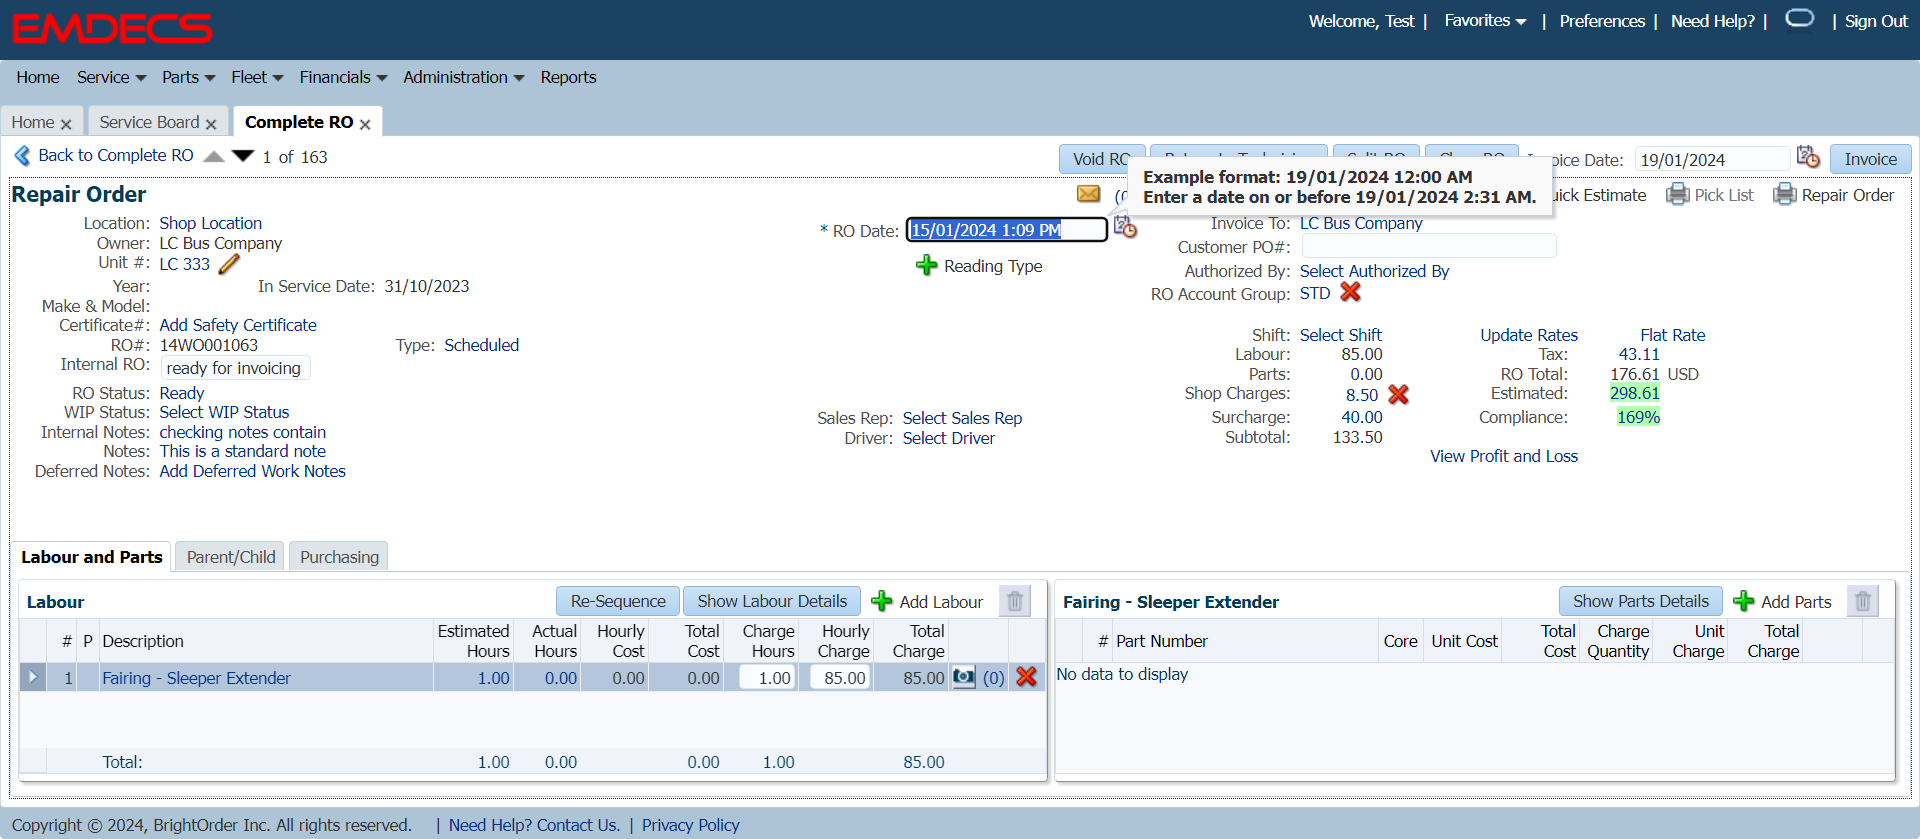 EMDECS
Welcome, Test | Favorites | Preferences | Need Help? | | Sign Out
Home Service Parts Fleet Financials Administration Reports
Home Service Board Complete RO
Back to Complete RO 1 of 163
Void RO Invoice Date: 19/01/2024 Invoice
Example format: 19/01/2024 12:00 AM
Enter a date on or before 19/01/2024 2:31 AM.
Repair Order
Estimate Pick List Repair Order
Location: Shop Location
Owner: LC Bus Company
Unit #: LC 333
Year: In Service Date: 31/10/2023
Make & Model:
Certificate#: Add Safety Certificate
RO#: 14WO001063 Type: Scheduled
Internal RO: ready for invoicing
RO Status: Ready
WIP Status: Select WIP Status
Internal Notes: checking notes contain
Notes: This is a standard note
Deferred Notes: Add Deferred Work Notes
* RO Date: 15/01/2024 1:09 PM
Reading Type
Sales Rep: Select Sales Rep
Driver: Select Driver
Invoice To: LC Bus Company
Customer PO#:
Authorized By: Select Authorized By
RO Account Group: STD
Shift: Select Shift Update Rates Flat Rate
Labour: 85.00 Tax: 43.11
Parts: 0.00 RO Total: 176.61 USD
Shop Charges: 8.50 Estimated: 298.61
Surcharge: 40.00 Compliance: 169%
Subtotal: 133.50
View Profit and Loss
Labour and Parts Parent/Child Purchasing
Labour Re-Sequence Show Labour Details Add Labour
# P Description Estimated Hours Actual Hours Hourly Cost Total Cost Charge Hours Hourly Charge Total Charge
1 Fairing - Sleeper Extender 1.00 0.00 0.00 0.00 1.00 85.00 85.00 (0)
Total: 1.00 0.00 0.00 1.00 85.00
Fairing - Sleeper Extender Show Parts Details Add Parts
# Part Number Core Unit Cost Total Cost Charge Quantity Unit Charge Total Charge
No data to display
Copyright © 2024, BrightOrder Inc. All rights reserved. | Need Help? Contact Us. | Privacy Policy